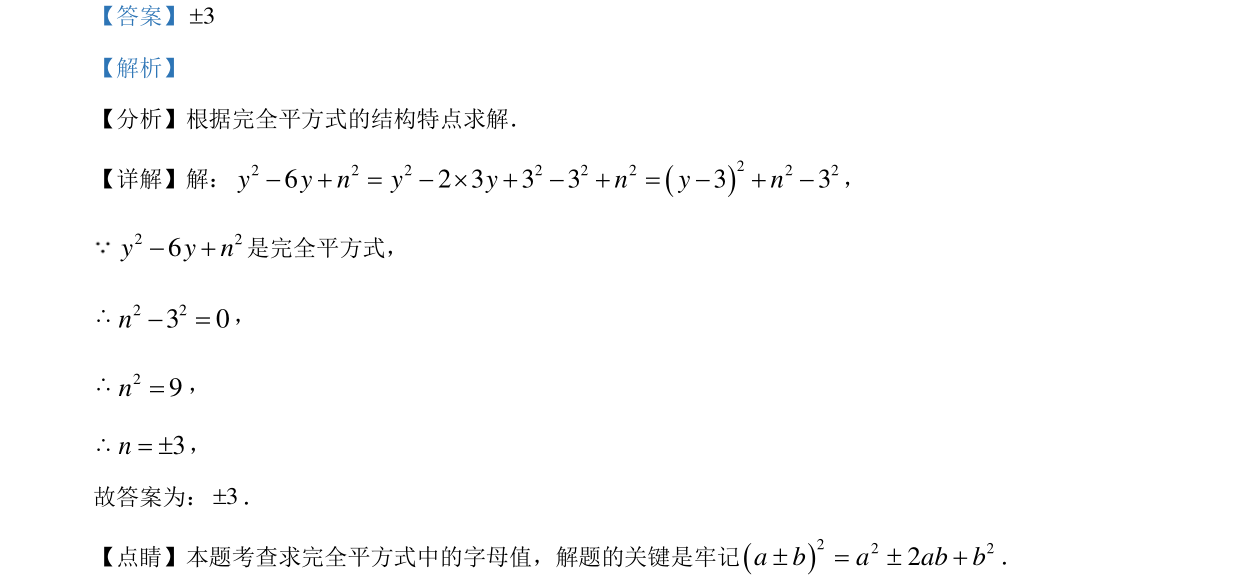 【答案】±3
【解析】
【分析】根据完全平方式的结构特点求解．
【详解】解：y² − 6y + n² = y² − 2×3y + 3² − 3² + n² = (y − 3)² + n² − 3²，
∵ y² − 6y + n² 是完全平方式，
∴ n² − 3² = 0，
∴ n² = 9，
∴ n = ±3，
故答案为：±3．
【点睛】本题考查求完全平方式中的字母值，解题的关键是牢记(a ± b)² = a² ± 2ab + b²．